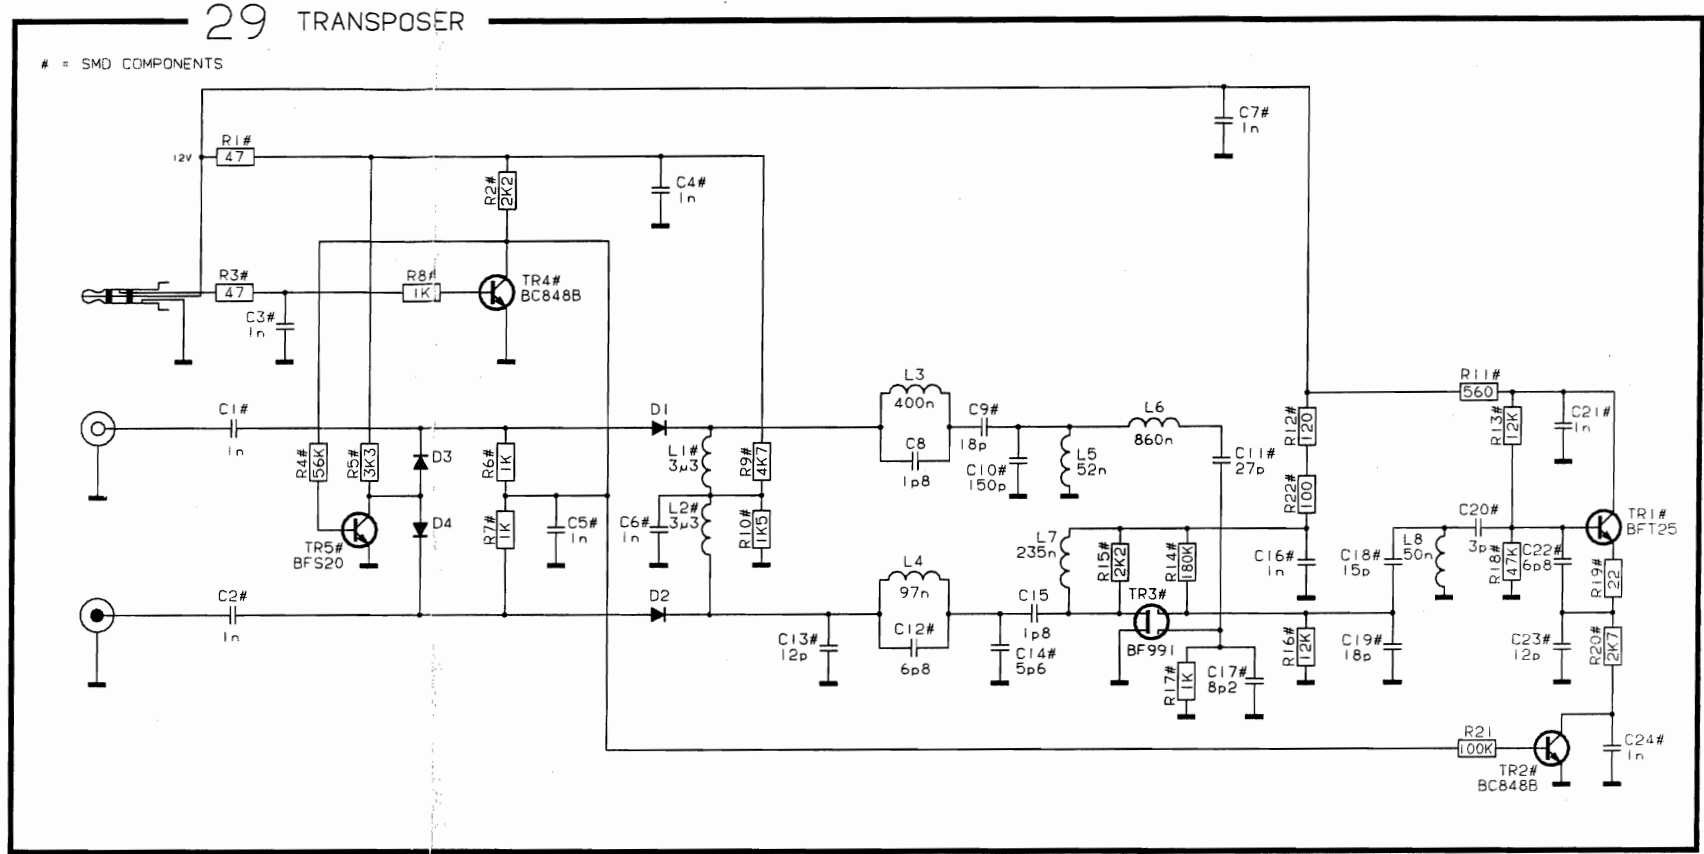 29 TRANSPOSER
# = SMD COMPONENTS
C7#
1n
R1#
47
12V
R2#
2K2
C4#
1n
R3#
47
R8#
1K
TR4#
BC848B
C3#
1n
L3
400n
C8
1p8
C9#
18p
L6
860n
R11#
560
R12#
120
R13#
12K
C21#
1n
C1#
1n
D1
R4#
56K
R5#
3K3
D3
R6#
1K
L1#
3µ3
R9#
4K7
C10#
150p
L5
52n
C11#
27p
R22#
100
TR5#
BFS20
D4
R7#
1K
C5#
1n
C6#
1n
L2#
3µ3
R10#
1K5
L7
235n
R15#
2K2
R14#
180K
C16#
1n
C18#
15p
L8
50n
C20#
3p
R18#
47K
C22#
6p8
TR1#
BFT25
R19#
22
C2#
1n
D2
L4
97n
C12#
6p8
C13#
12p
C15
1p8
C14#
5p6
TR3#
BF991
R17#
1K
C17#
8p2
R16#
12K
C19#
18p
C23#
12p
R20#
2K7
R21
100K
TR2#
BC848B
C24#
1n